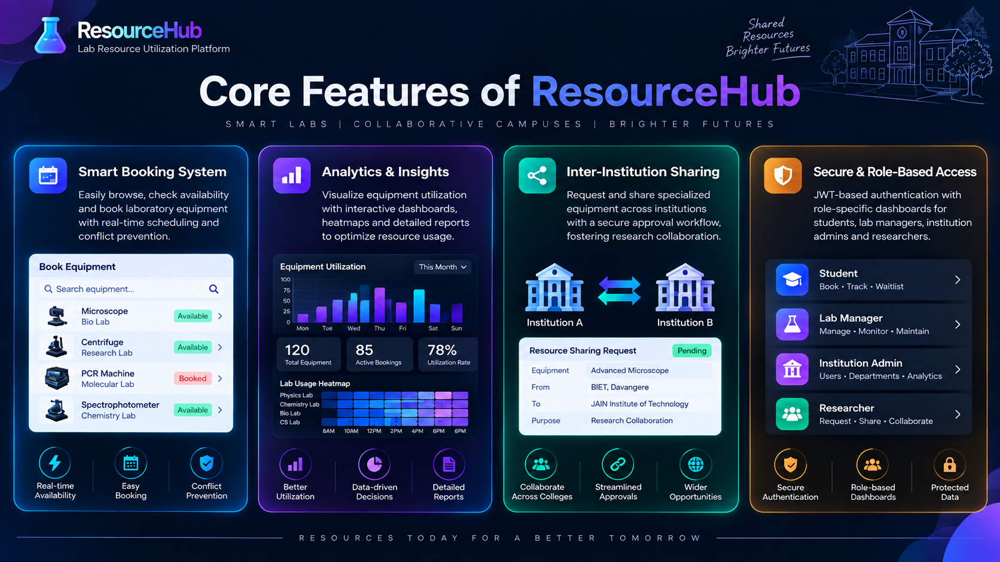 ResourceHub
Lab Resource Utilization Platform
Shared
Resources
Brighter Futures
Core Features of ResourceHub
SMART LABS | COLLABORATIVE CAMPUSES | BRIGHTER FUTURES
Smart Booking System
Easily browse, check availability
and book laboratory equipment
with real-time scheduling and
conflict prevention.
Book Equipment
Search equipment...
Microscope
Bio Lab
Available
Centrifuge
Research Lab
Available
PCR Machine
Molecular Lab
Booked
Spectrophotometer
Chemistry Lab
Available
Real-time
Availability
Easy
Booking
Conflict
Prevention
Analytics & Insights
Visualize equipment utilization
with interactive dashboards,
heatmaps and detailed reports
to optimize resource usage.
Equipment Utilization
This Month
100
75
50
25
0
Mon Tue Wed Thu Fri Sat Sun
120
Total Equipment
85
Active Bookings
78%
Utilization Rate
Lab Usage Heatmap
Physics Lab
Chemistry Lab
Bio Lab
CS Lab
8AM 10AM 12PM 2PM 4PM 6PM 6PM
Better
Utilization
Data-driven
Decisions
Detailed
Reports
Inter-Institution Sharing
Request and share specialized
equipment across institutions
with a secure approval workflow,
fostering research collaboration.
Institution A
Institution B
Resource Sharing Request
Pending
Equipment Advanced Microscope
From BIET, Davangere
To JAIN Institute of Technology
Purpose Research Collaboration
Collaborate
Across Colleges
Streamlined
Approvals
Wider
Opportunities
Secure & Role-Based Access
JWT-based authentication with
role-specific dashboards for
students, lab managers, institution
admins and researchers.
Student
Book • Track • Waitlist
Lab Manager
Manage • Monitor • Maintain
Institution Admin
Users • Departments • Analytics
Researcher
Request • Share • Collaborate
Secure
Authentication
Role-based
Dashboards
Protected
Data
RESOURCES TODAY FOR A BETTER TOMORROW